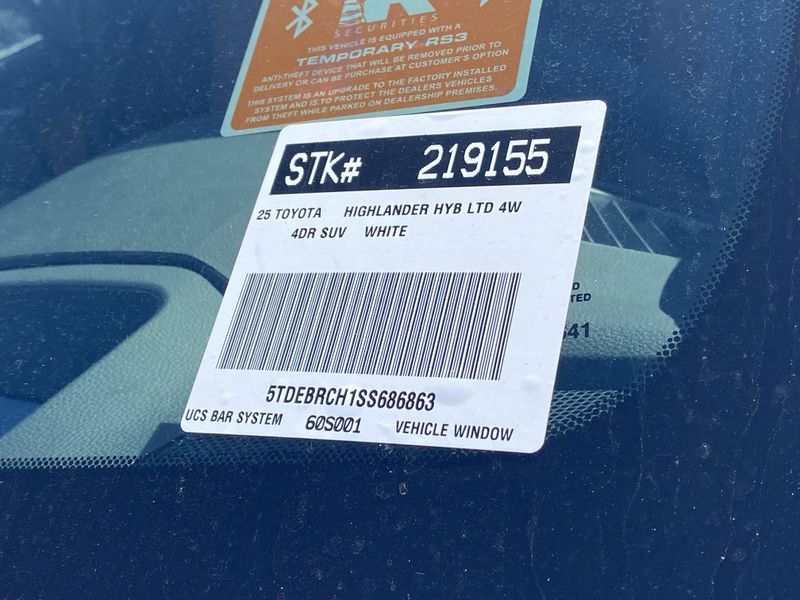 SECURITIES
THIS VEHICLE IS EQUIPPED WITH A
TEMPORARY RS3
ANTI-THEFT DEVICE THAT WILL BE REMOVED PRIOR TO
DELIVERY OR CAN BE PURCHASE AT CUSTOMER'S OPTION
THIS SYSTEM IS AN UPGRADE TO THE FACTORY INSTALLED
SYSTEM AND IS TO PROTECT THE DEALERS VEHICLES
FROM THEFT WHILE PARKED ON DEALERSHIP PREMISES.
STK# 219155
25 TOYOTA HIGHLANDER HYB LTD 4W
4DR SUV WHITE
5TDEBRCH1SS686863
UCS BAR SYSTEM 60S001 VEHICLE WINDOW